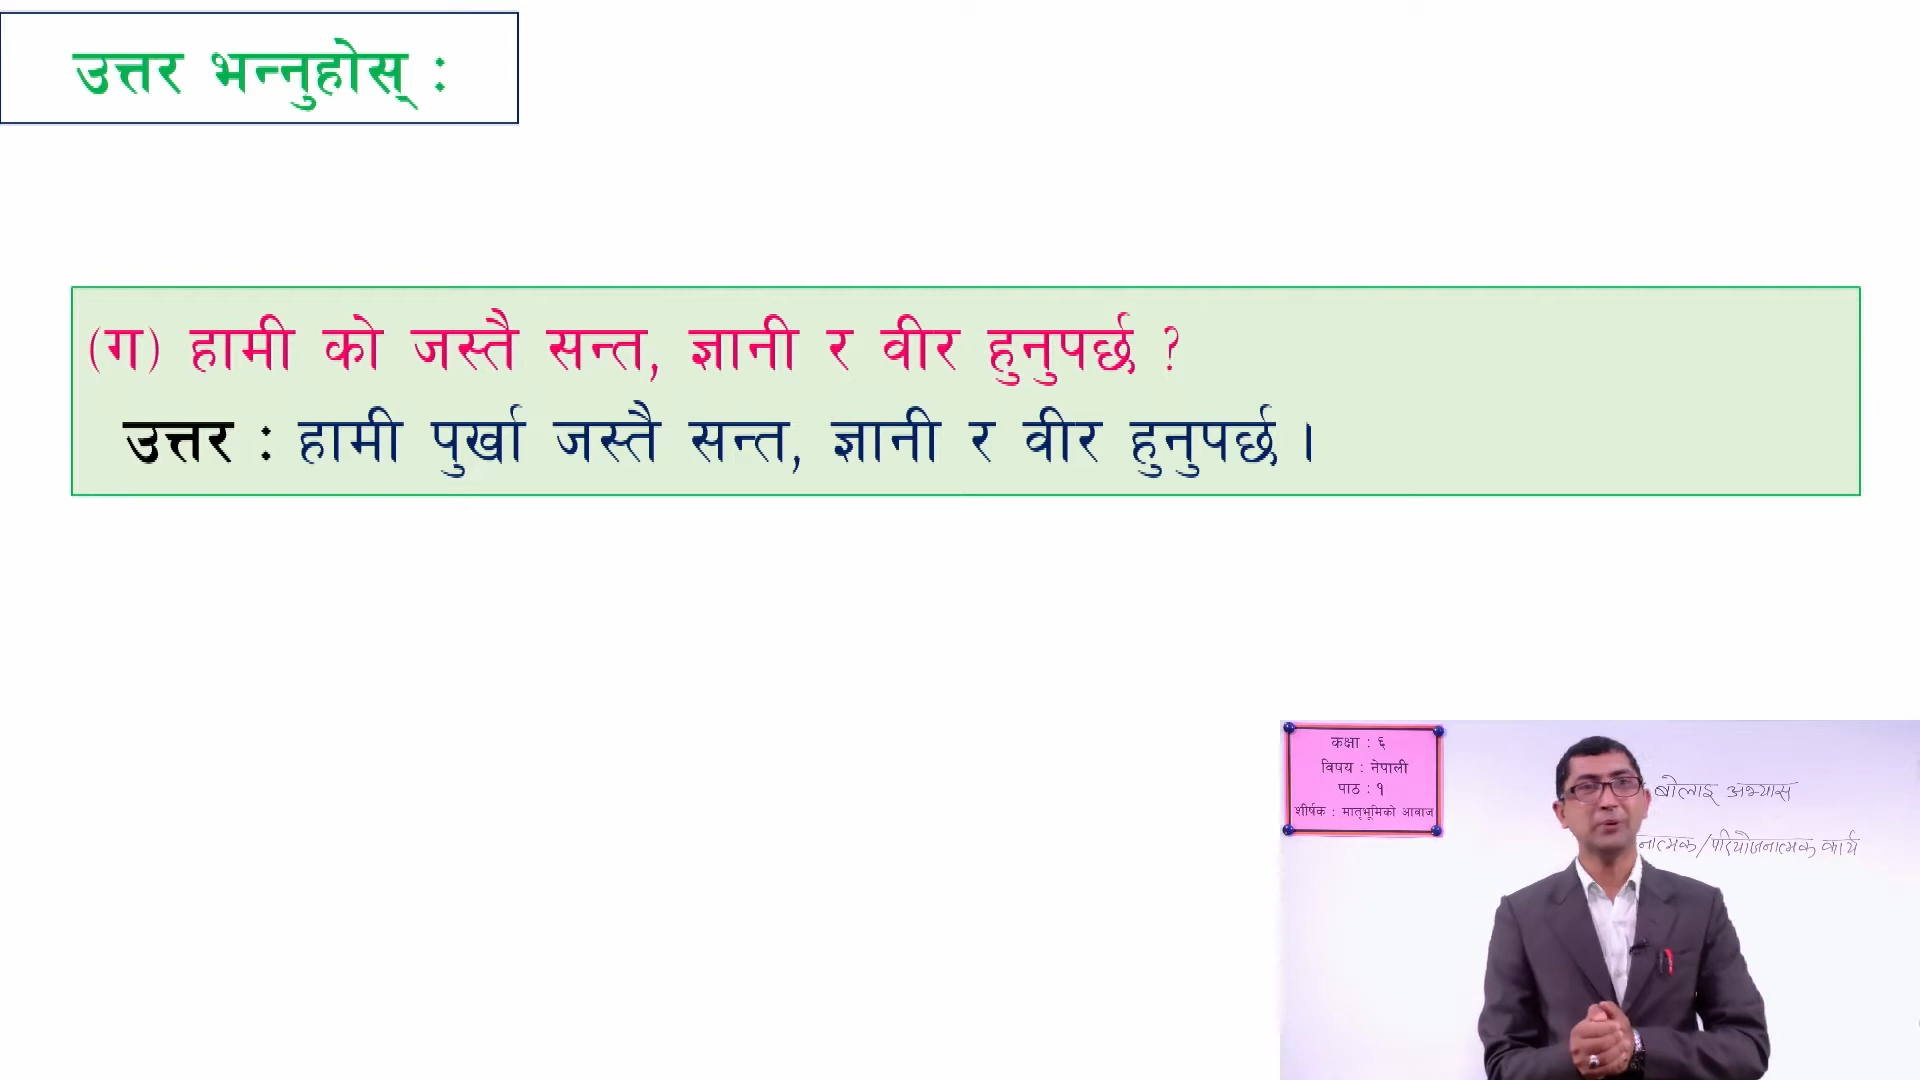 उत्तर भन्नुहोस् :
(ग) हामी को जस्तै सन्त, ज्ञानी र वीर हुनुपर्छ ?
उत्तर : हामी पुर्खा जस्तै सन्त, ज्ञानी र वीर हुनुपर्छ ।
कक्षा : ६
विषय : नेपाली
पाठ : १
शीर्षक : मातृभूमिको आवाज
बोलाइ अभ्यास
नात्मक/परियोजनात्मक कार्य